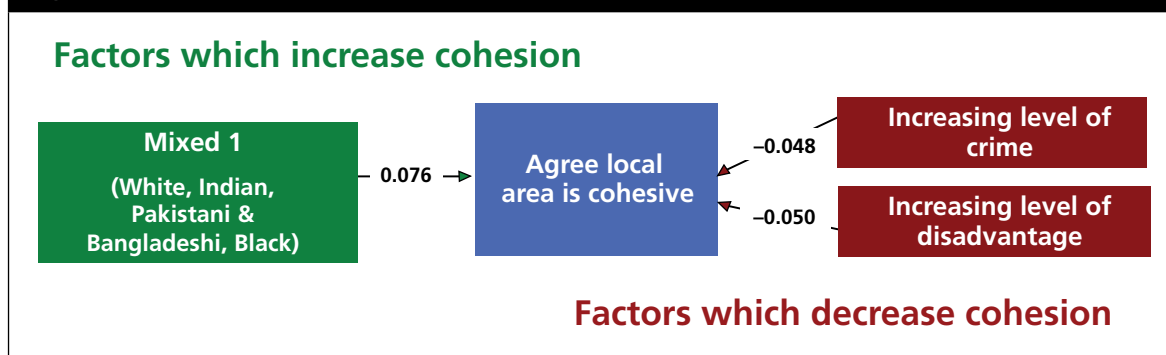 Factors which increase cohesion
Mixed 1
(White, Indian,
Pakistani &
Bangladeshi, Black)
0.076
Agree local
area is cohesive
–0.048
Increasing level of
crime
–0.050
Increasing level of
disadvantage
Factors which decrease cohesion